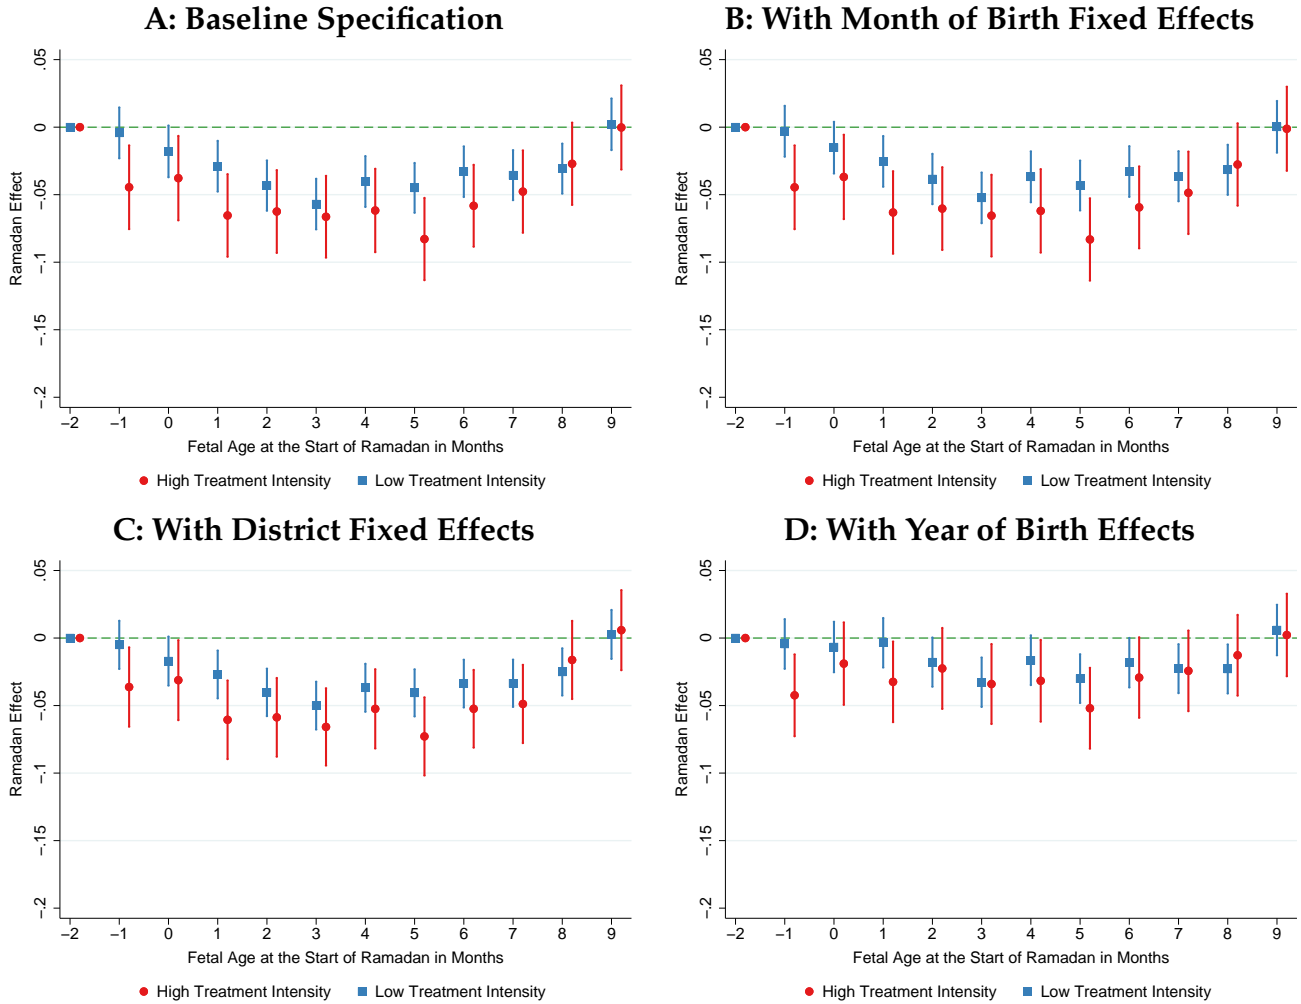 A: Baseline Specification
.05
0
−.05
−.1
−.15
−.2
Ramadan Effect
−2 −1 0 1 2 3 4 5 6 7 8 9
Fetal Age at the Start of Ramadan in Months
High Treatment Intensity Low Treatment Intensity
B: With Month of Birth Fixed Effects
.05
0
−.05
−.1
−.15
−.2
Ramadan Effect
−2 −1 0 1 2 3 4 5 6 7 8 9
Fetal Age at the Start of Ramadan in Months
High Treatment Intensity Low Treatment Intensity
C: With District Fixed Effects
.05
0
−.05
−.1
−.15
−.2
Ramadan Effect
−2 −1 0 1 2 3 4 5 6 7 8 9
Fetal Age at the Start of Ramadan in Months
High Treatment Intensity Low Treatment Intensity
D: With Year of Birth Effects
.05
0
−.05
−.1
−.15
−.2
Ramadan Effect
−2 −1 0 1 2 3 4 5 6 7 8 9
Fetal Age at the Start of Ramadan in Months
High Treatment Intensity Low Treatment Intensity